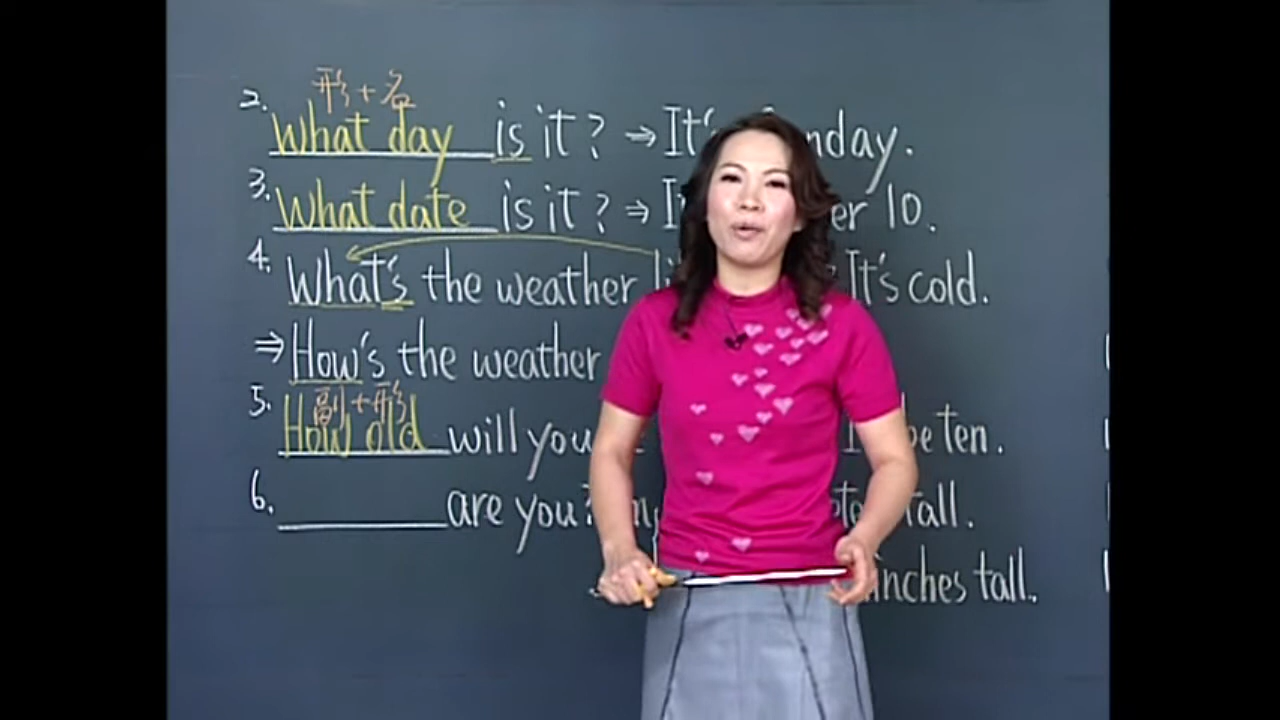 形+名
2. What day is it? ⇒ It's nday.
3. What date is it? ⇒ er 10.
4. What's the weather It's cold.
⇒ How's the weather
副+形
5. How old will you be ten.
6. are you? tall.
inches tall.